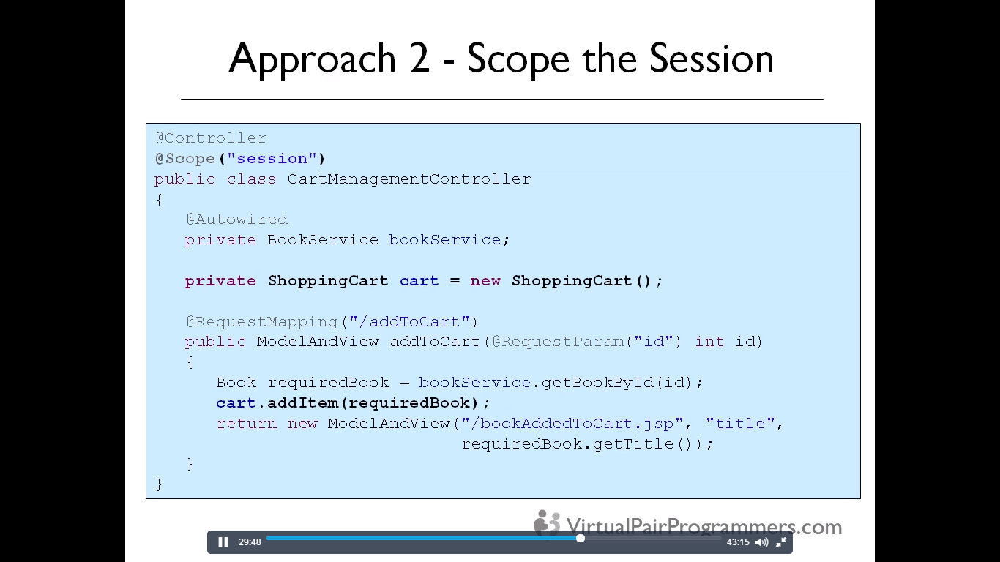 Approach 2 - Scope the Session
@Controller
@Scope("session")
public class CartManagementController
{
@Autowired
private BookService bookService;
private ShoppingCart cart = new ShoppingCart();
@RequestMapping("/addToCart")
public ModelAndView addToCart(@RequestParam("id") int id)
{
Book requiredBook = bookService.getBookById(id);
cart.addItem(requiredBook);
return new ModelAndView("/bookAddedToCart.jsp", "title",
requiredBook.getTitle());
}
}
VirtualPairProgrammers.com
29:48
43:15